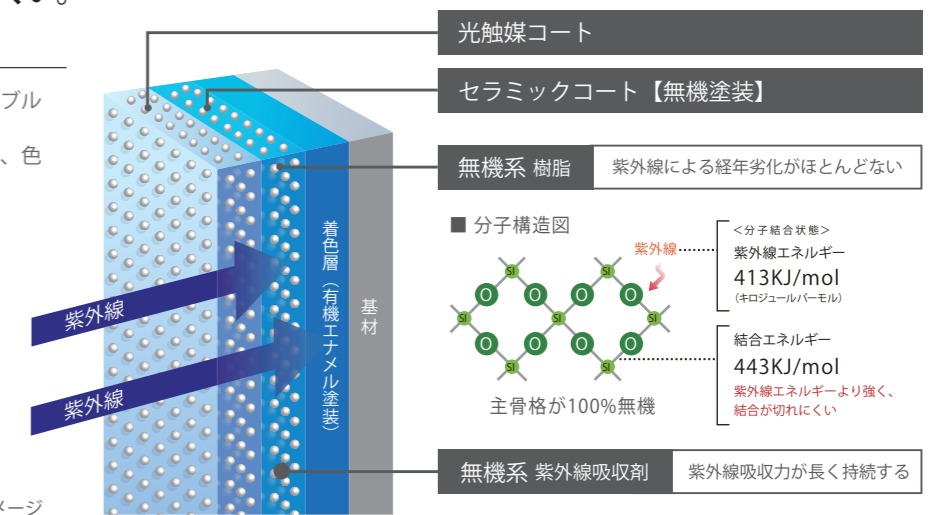 ブル
、色
光触媒コート
セラミックコート【無機塗装】
無機系 樹脂
紫外線による経年劣化がほとんどない
■ 分子構造図
紫外線
<分子結合状態>
紫外線エネルギー
413KJ/mol
(キロジュールパーモル)
SI
SI
O
O
O
O
SI
SI
SI
O
O
O
O
SI
SI
結合エネルギー
443KJ/mol
紫外線エネルギーより強く、
結合が切れにくい
主骨格が100%無機
着色層(有機エナメル塗装)
基材
紫外線
紫外線
無機系 紫外線吸収剤
紫外線吸収力が長く持続する
メージ